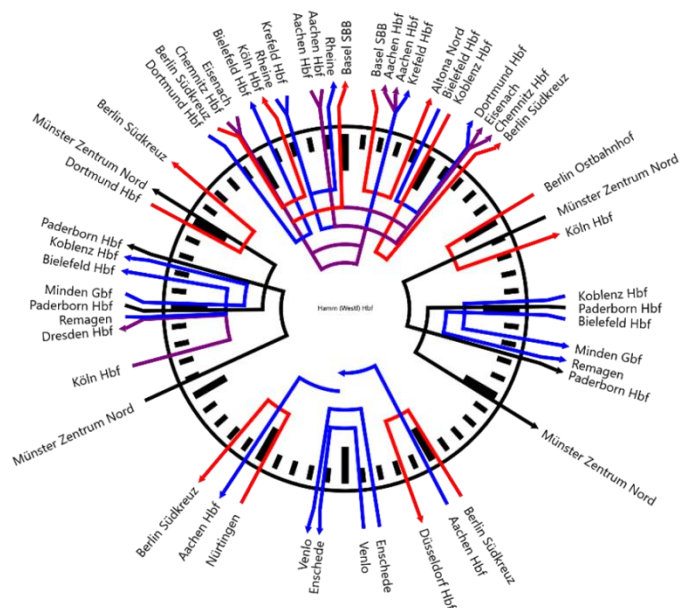 Dortmund Hbf
Berlin Südkreuz
Chemnitz Hbf
Eisenach
Bielefeld Hbf
Köln Hbf
Rheine
Krefeld Hbf
Aachen Hbf
Aachen Hbf
Aachen Hbf
Rheine
Basel SBB
Basel SBB
Aachen Hbf
Aachen Hbf
Krefeld Hbf
Altona Nord
Bielefeld Hbf
Koblenz Hbf
Dortmund Hbf
Eisenach
Chemnitz Hbf
Berlin Südkreuz
Berlin Südkreuz
Münster Zentrum Nord
Dortmund Hbf
Berlin Ostbahnhof
Münster Zentrum Nord
Köln Hbf
Paderborn Hbf
Koblenz Hbf
Bielefeld Hbf
Minden Gbf
Paderborn Hbf
Remagen
Dresden Hbf
Köln Hbf
Münster Zentrum Nord
Hamm (Westf) Hbf
Koblenz Hbf
Paderborn Hbf
Bielefeld Hbf
Minden Gbf
Remagen
Paderborn Hbf
Münster Zentrum Nord
Berlin Südkreuz
Aachen Hbf
Nürtingen
Venlo
Enschede
Venlo
Enschede
Düsseldorf Hbf
Aachen Hbf
Berlin Südkreuz